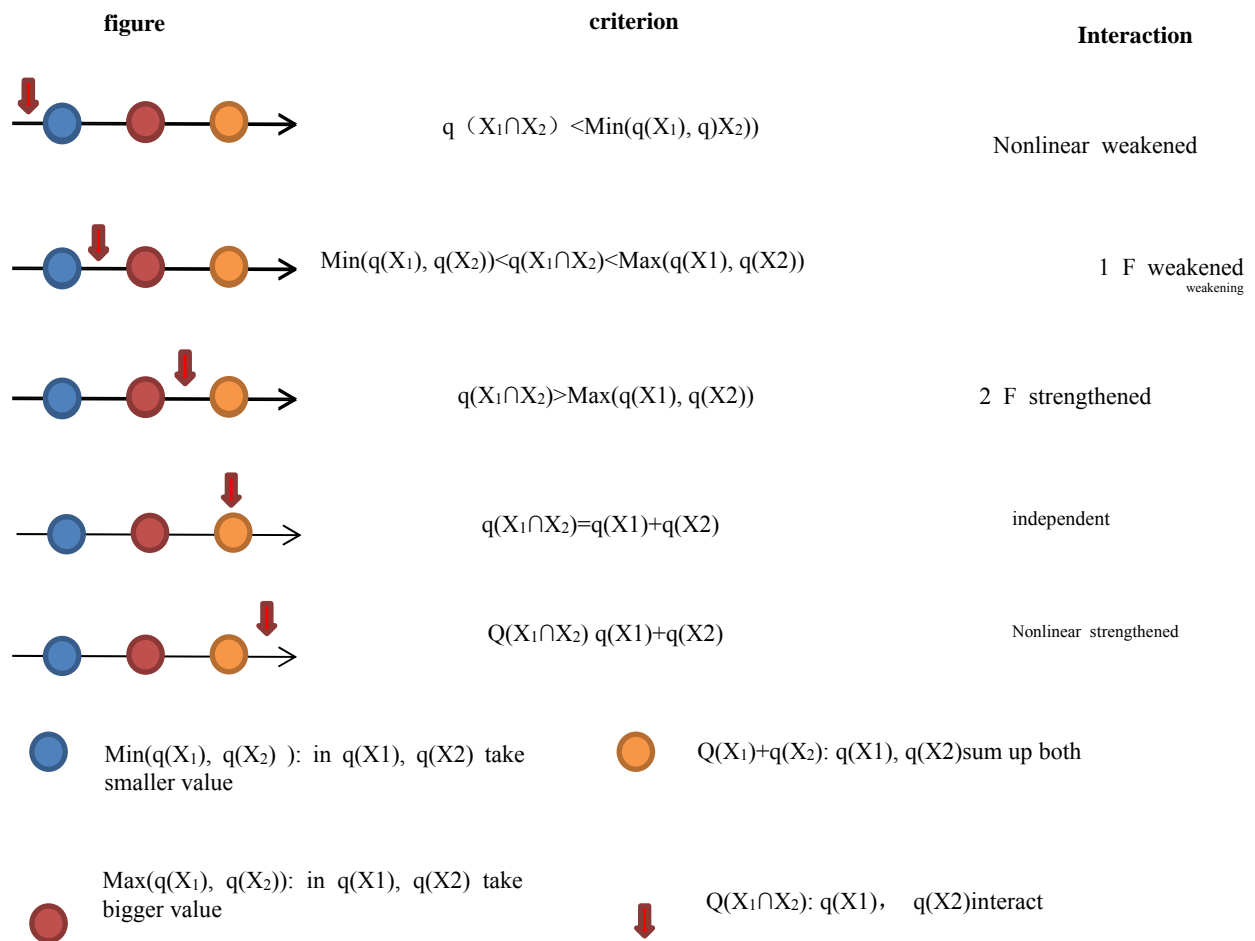 figure criterion Interaction
q（X₁∩X₂）<Min(q(X₁), q)X₂))
Nonlinear weakened
Min(q(X₁), q(X₂))<q(X₁∩X₂)<Max(q(X1), q(X2))
1 F weakened
weakening
q(X₁∩X₂)>Max(q(X1), q(X2))
2 F strengthened
q(X₁∩X₂)=q(X1)+q(X2)
independent
Q(X₁∩X₂) q(X1)+q(X2)
Nonlinear strengthened
Min(q(X₁), q(X₂) ): in q(X1), q(X2) take
smaller value
Q(X₁)+q(X₂): q(X1), q(X2)sum up both
Max(q(X₁), q(X₂)): in q(X1), q(X2) take
bigger value
Q(X₁∩X₂): q(X1)， q(X2)interact